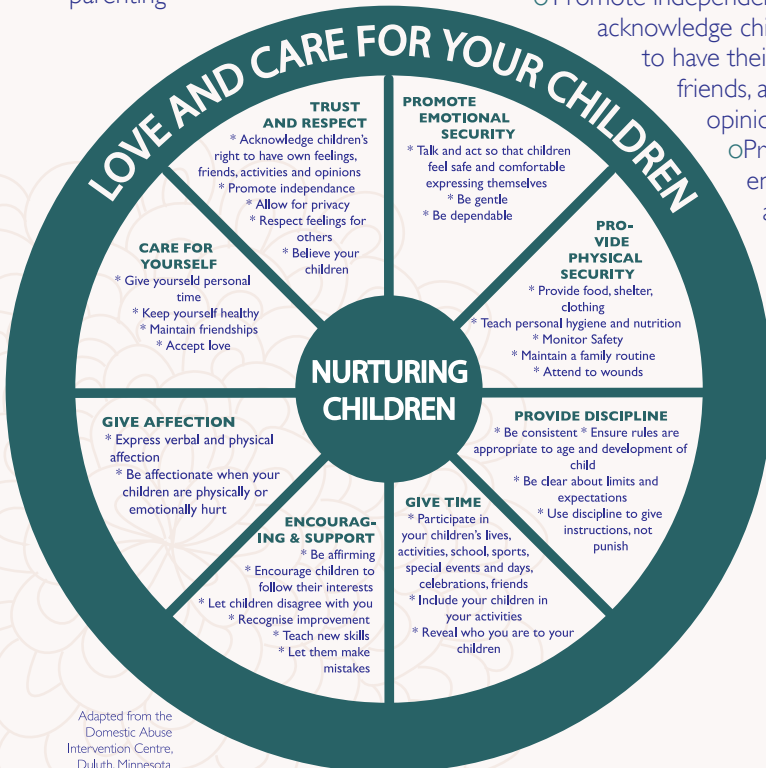 parenting
Promote independen
acknowledge chi
to have thei
friends, a
opinio
oPr
en
a
LOVE AND CARE FOR YOUR CHILDREN
TRUST
AND RESPECT
* Acknowledge children's
right to have own feelings,
friends, activities and opinions
* Promote independance
* Allow for privacy
* Respect feelings for
others
* Believe your
children
PROMOTE
EMOTIONAL
SECURITY
* Talk and act so that children
feel safe and comfortable
expressing themselves
* Be gentle
* Be dependable
PRO-
VIDE
PHYSICAL
SECURITY
* Provide food, shelter,
clothing
* Teach personal hygiene and nutrition
* Monitor Safety
* Maintain a family routine
* Attend to wounds
PROVIDE DISCIPLINE
* Be consistent * Ensure rules are
appropriate to age and development of
child
* Be clear about limits and
expectations
* Use discipline to give
instructions, not
punish
GIVE TIME
* Participate in
your children's lives,
activities, school, sports,
special events and days,
celebrations, friends
* Include your children in
your activities
* Reveal who you are to your
children
ENCOURAG-
ING & SUPPORT
* Be affirming
* Encourage children to
follow their interests
* Let children disagree with you
* Recognise improvement
* Teach new skills
* Let them make
mistakes
GIVE AFFECTION
* Express verbal and physical
affection
* Be affectionate when your
children are physically or
emotionally hurt
CARE FOR
YOURSELF
* Give yourseld personal
time
* Keep yourself healthy
* Maintain friendships
* Accept love
NURTURING
CHILDREN
Adapted from the
Domestic Abuse
Intervention Centre,
Duluth, Minnesota